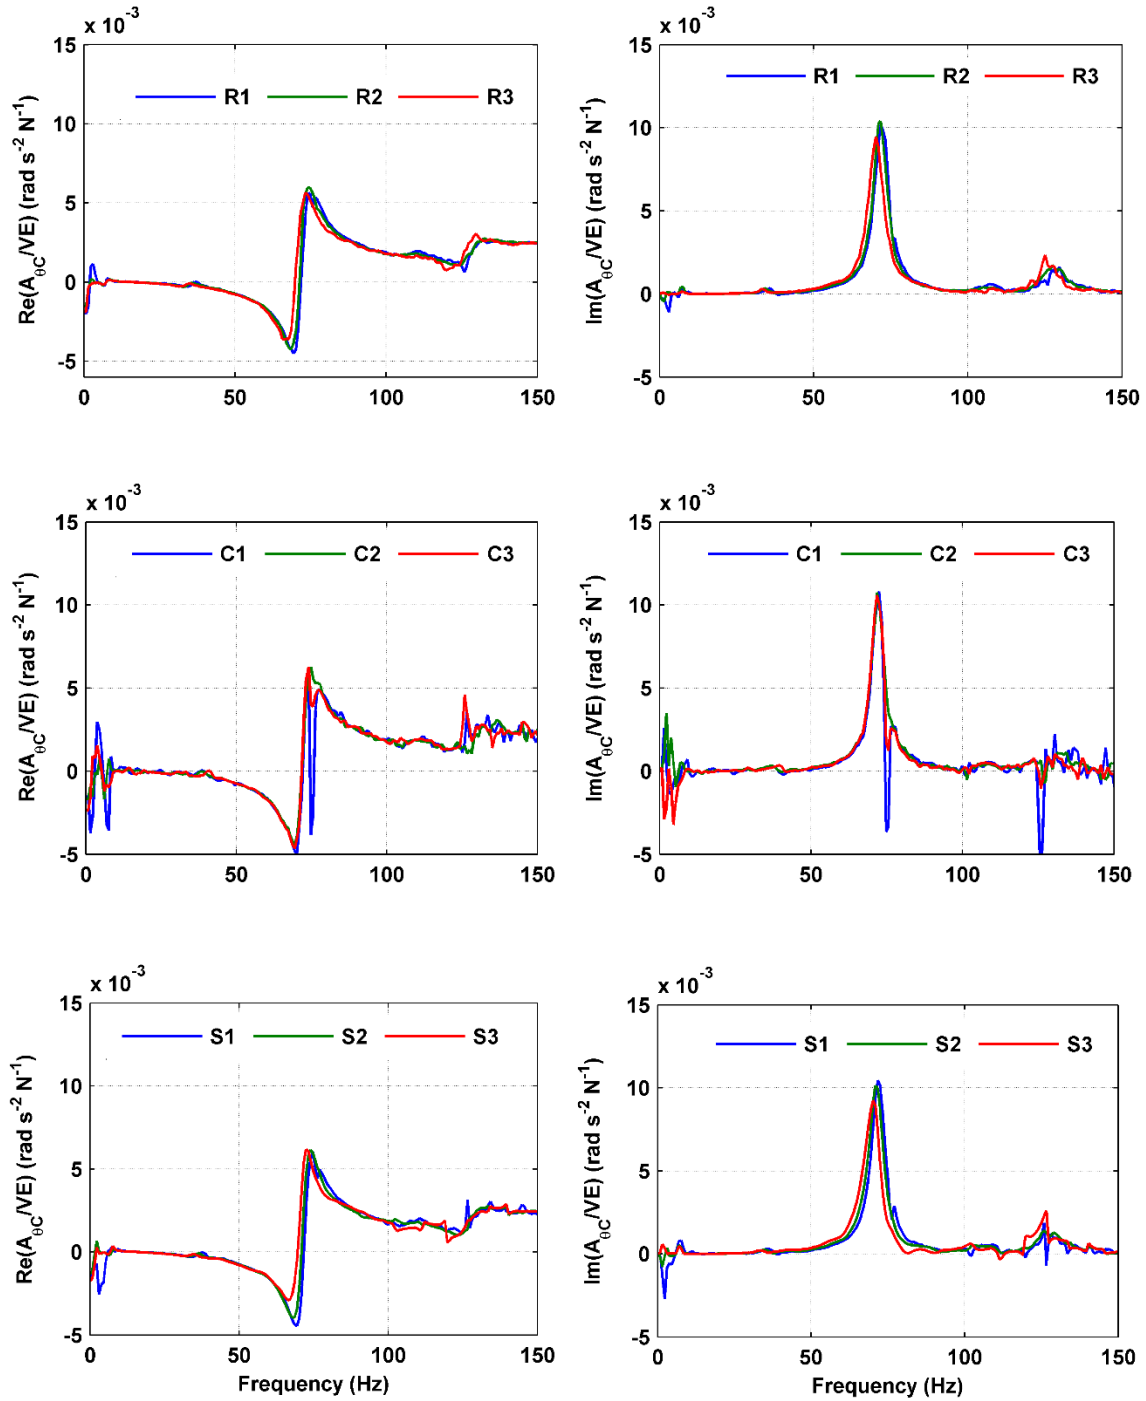 x 10⁻³
15
10
5
0
-5
0 50 100 150
Re(A_θC/VE) (rad s⁻² N⁻¹)
R1 R2 R3
x 10⁻³
15
10
5
0
-5
0 50 100 150
Im(A_θC/VE) (rad s⁻² N⁻¹)
R1 R2 R3
x 10⁻³
15
10
5
0
-5
0 50 100 150
Re(A_θC/VE) (rad s⁻² N⁻¹)
C1 C2 C3
x 10⁻³
15
10
5
0
-5
0 50 100 150
Im(A_θC/VE) (rad s⁻² N⁻¹)
C1 C2 C3
x 10⁻³
15
10
5
0
-5
0 50 100 150
Re(A_θC/VE) (rad s⁻² N⁻¹)
S1 S2 S3
Frequency (Hz)
x 10⁻³
15
10
5
0
-5
0 50 100 150
Im(A_θC/VE) (rad s⁻² N⁻¹)
S1 S2 S3
Frequency (Hz)